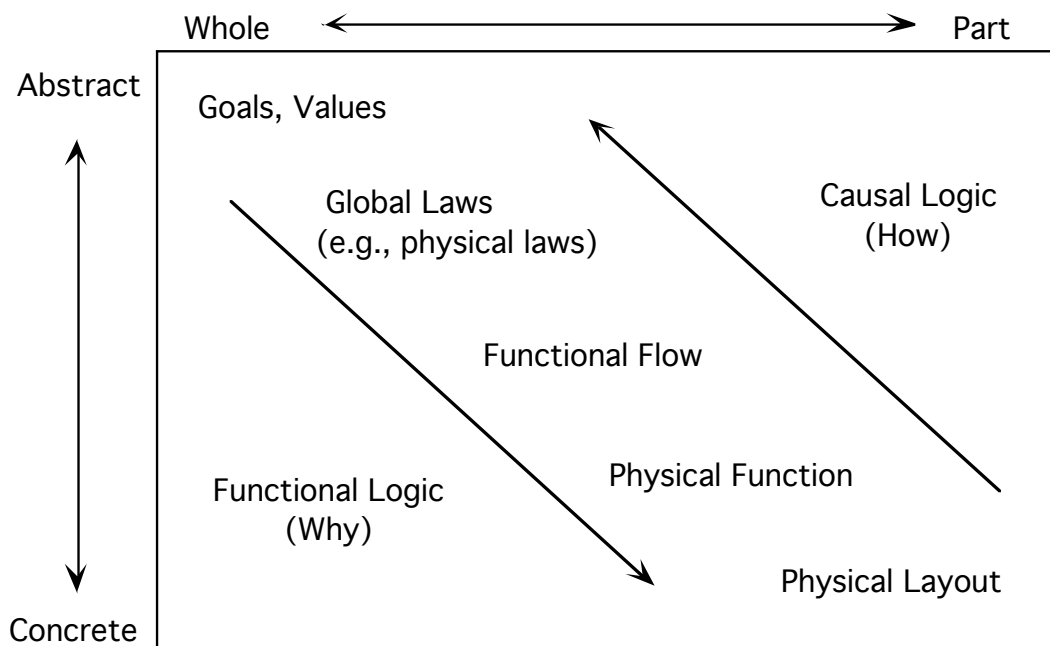 Whole
Part
Abstract
Goals, Values
Global Laws
(e.g., physical laws)
Causal Logic
(How)
Functional Flow
Functional Logic
(Why)
Physical Function
Physical Layout
Concrete